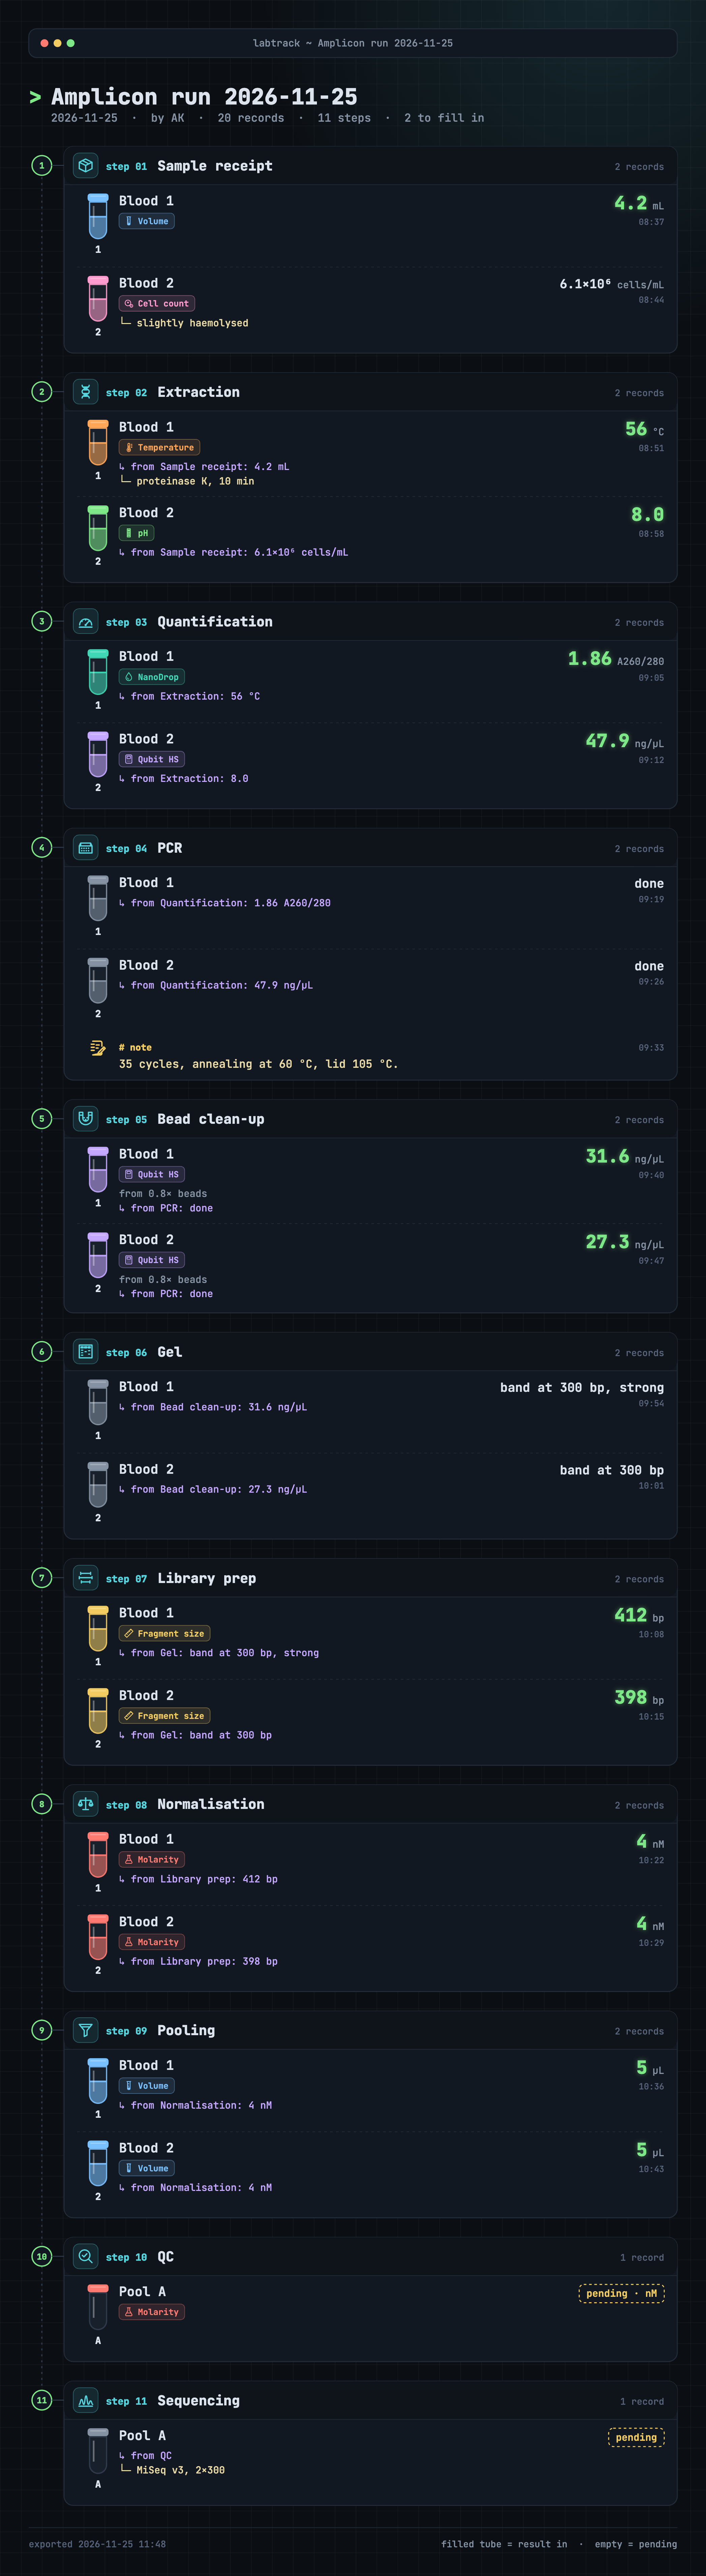 labtrack ~ Amplicon run 2026-11-25
> Amplicon run 2026-11-25
2026-11-25 · by AK · 20 records · 11 steps · 2 to fill in
1 step 01 Sample receipt 2 records
Blood 1 4.2 mL
Volume 08:37
1
Blood 2 6.1×10⁶ cells/mL
Cell count 08:44
└─ slightly haemolysed
2
2 step 02 Extraction 2 records
Blood 1 56 °C
Temperature 08:51
↳ from Sample receipt: 4.2 mL
1
└─ proteinase K, 10 min
Blood 2 8.0
pH 08:58
↳ from Sample receipt: 6.1×10⁶ cells/mL
2
3 step 03 Quantification 2 records
Blood 1 1.86 A260/280
NanoDrop 09:05
↳ from Extraction: 56 °C
1
Blood 2 47.9 ng/µL
Qubit HS 09:12
↳ from Extraction: 8.0
2
4 step 04 PCR 2 records
Blood 1 done
↳ from Quantification: 1.86 A260/280 09:19
1
Blood 2 done
↳ from Quantification: 47.9 ng/µL 09:26
2
# note 09:33
35 cycles, annealing at 60 °C, lid 105 °C.
5 step 05 Bead clean-up 2 records
Blood 1 31.6 ng/µL
Qubit HS 09:40
from 0.8× beads
1
↳ from PCR: done
Blood 2 27.3 ng/µL
Qubit HS 09:47
from 0.8× beads
2
↳ from PCR: done
6 step 06 Gel 2 records
Blood 1 band at 300 bp, strong
↳ from Bead clean-up: 31.6 ng/µL 09:54
1
Blood 2 band at 300 bp
↳ from Bead clean-up: 27.3 ng/µL 10:01
2
7 step 07 Library prep 2 records
Blood 1 412 bp
Fragment size 10:08
↳ from Gel: band at 300 bp, strong
1
Blood 2 398 bp
Fragment size 10:15
↳ from Gel: band at 300 bp
2
8 step 08 Normalisation 2 records
Blood 1 4 nM
Molarity 10:22
↳ from Library prep: 412 bp
1
Blood 2 4 nM
Molarity 10:29
↳ from Library prep: 398 bp
2
9 step 09 Pooling 2 records
Blood 1 5 µL
Volume 10:36
↳ from Normalisation: 4 nM
1
Blood 2 5 µL
Volume 10:43
↳ from Normalisation: 4 nM
2
10 step 10 QC 1 record
Pool A pending · nM
Molarity
A
11 step 11 Sequencing 1 record
Pool A pending
↳ from QC
└─ MiSeq v3, 2×300
A
exported 2026-11-25 11:48 filled tube = result in · empty = pending